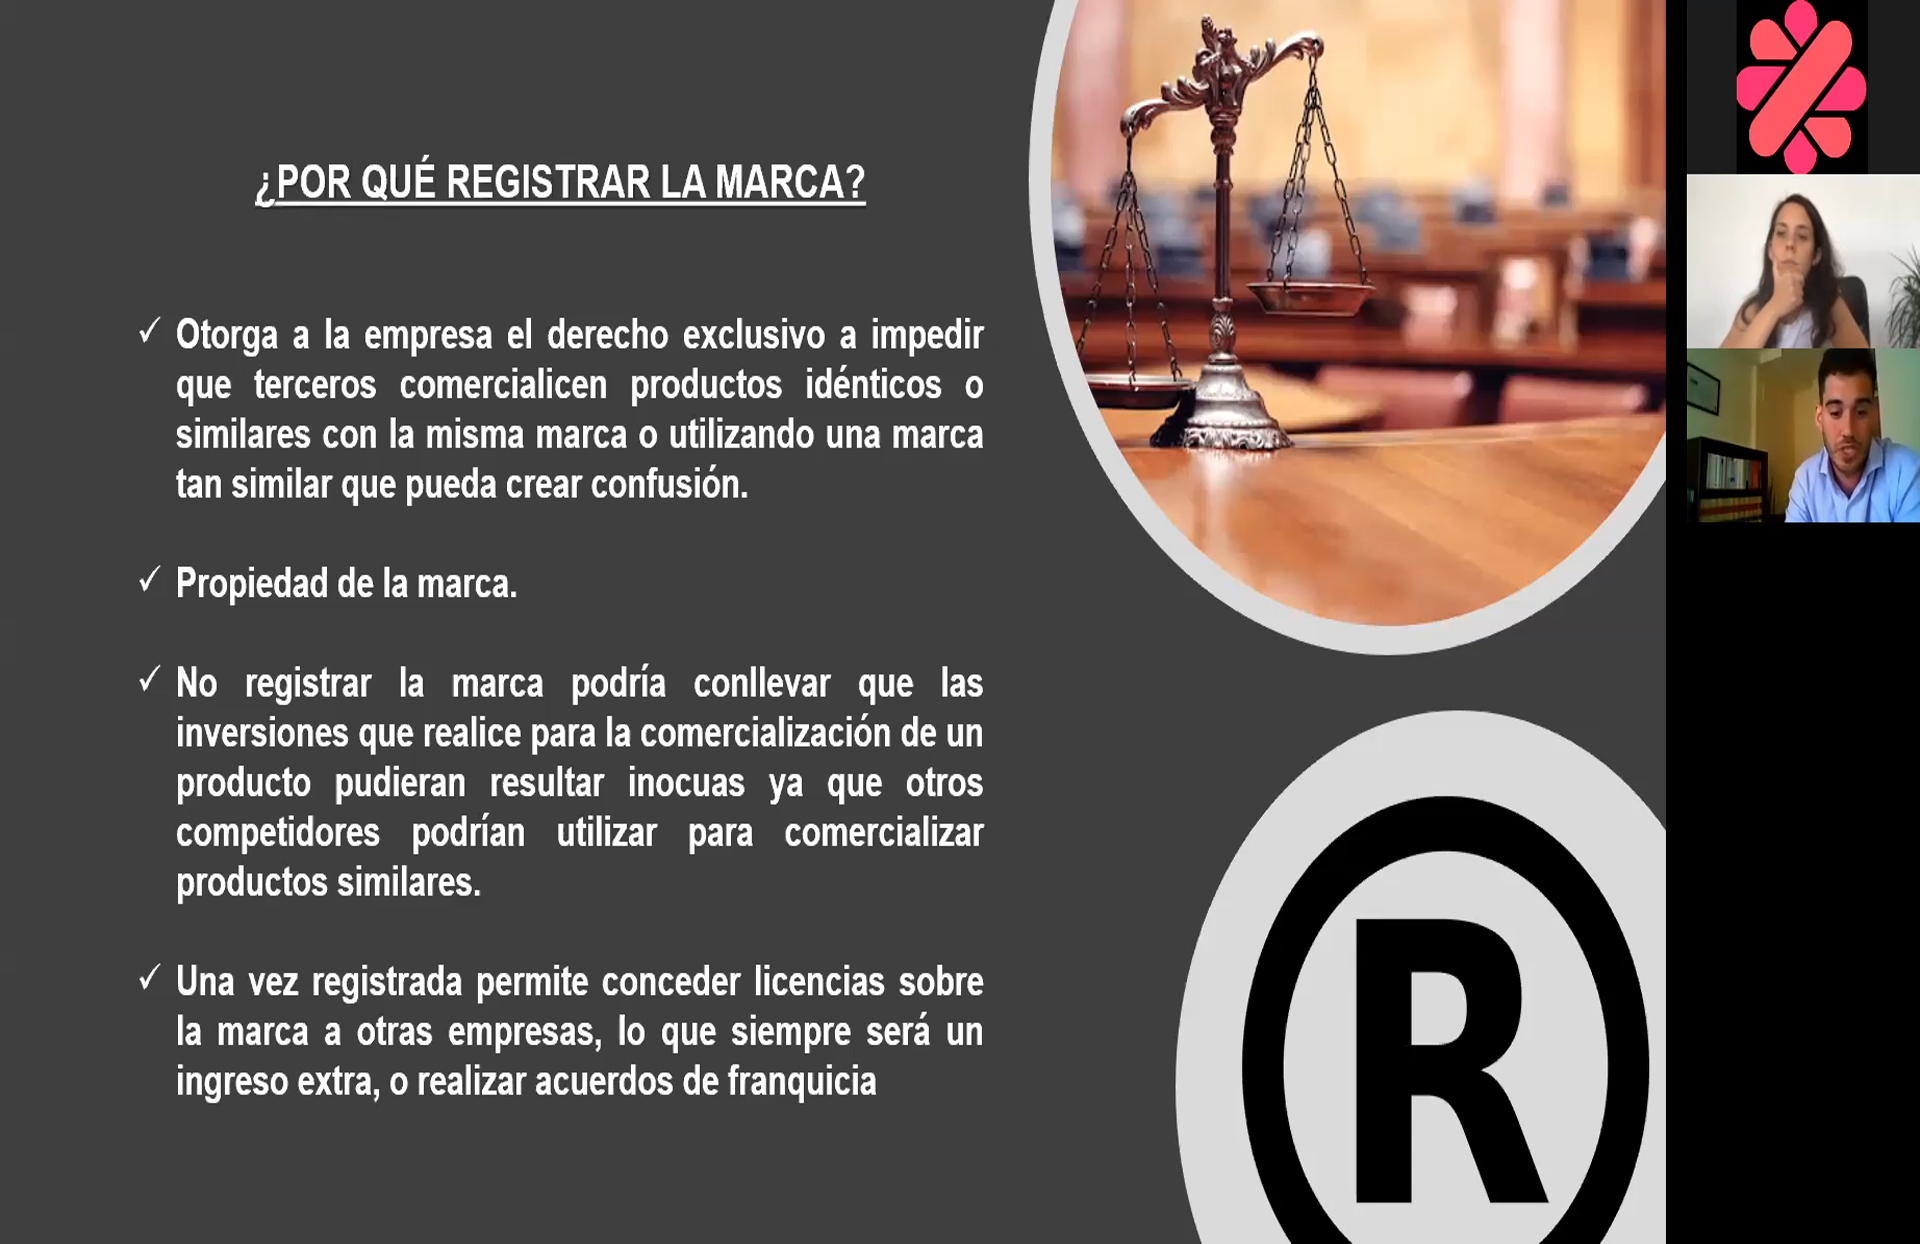 ¿POR QUÉ REGISTRAR LA MARCA?
✓ Otorga a la empresa el derecho exclusivo a impedir
que terceros comercialicen productos idénticos o
similares con la misma marca o utilizando una marca
tan similar que pueda crear confusión.
✓ Propiedad de la marca.
✓ No registrar la marca podría conllevar que las
inversiones que realice para la comercialización de un
producto pudieran resultar inocuas ya que otros
competidores podrían utilizar para comercializar
productos similares.
✓ Una vez registrada permite conceder licencias sobre
la marca a otras empresas, lo que siempre será un
ingreso extra, o realizar acuerdos de franquicia
R